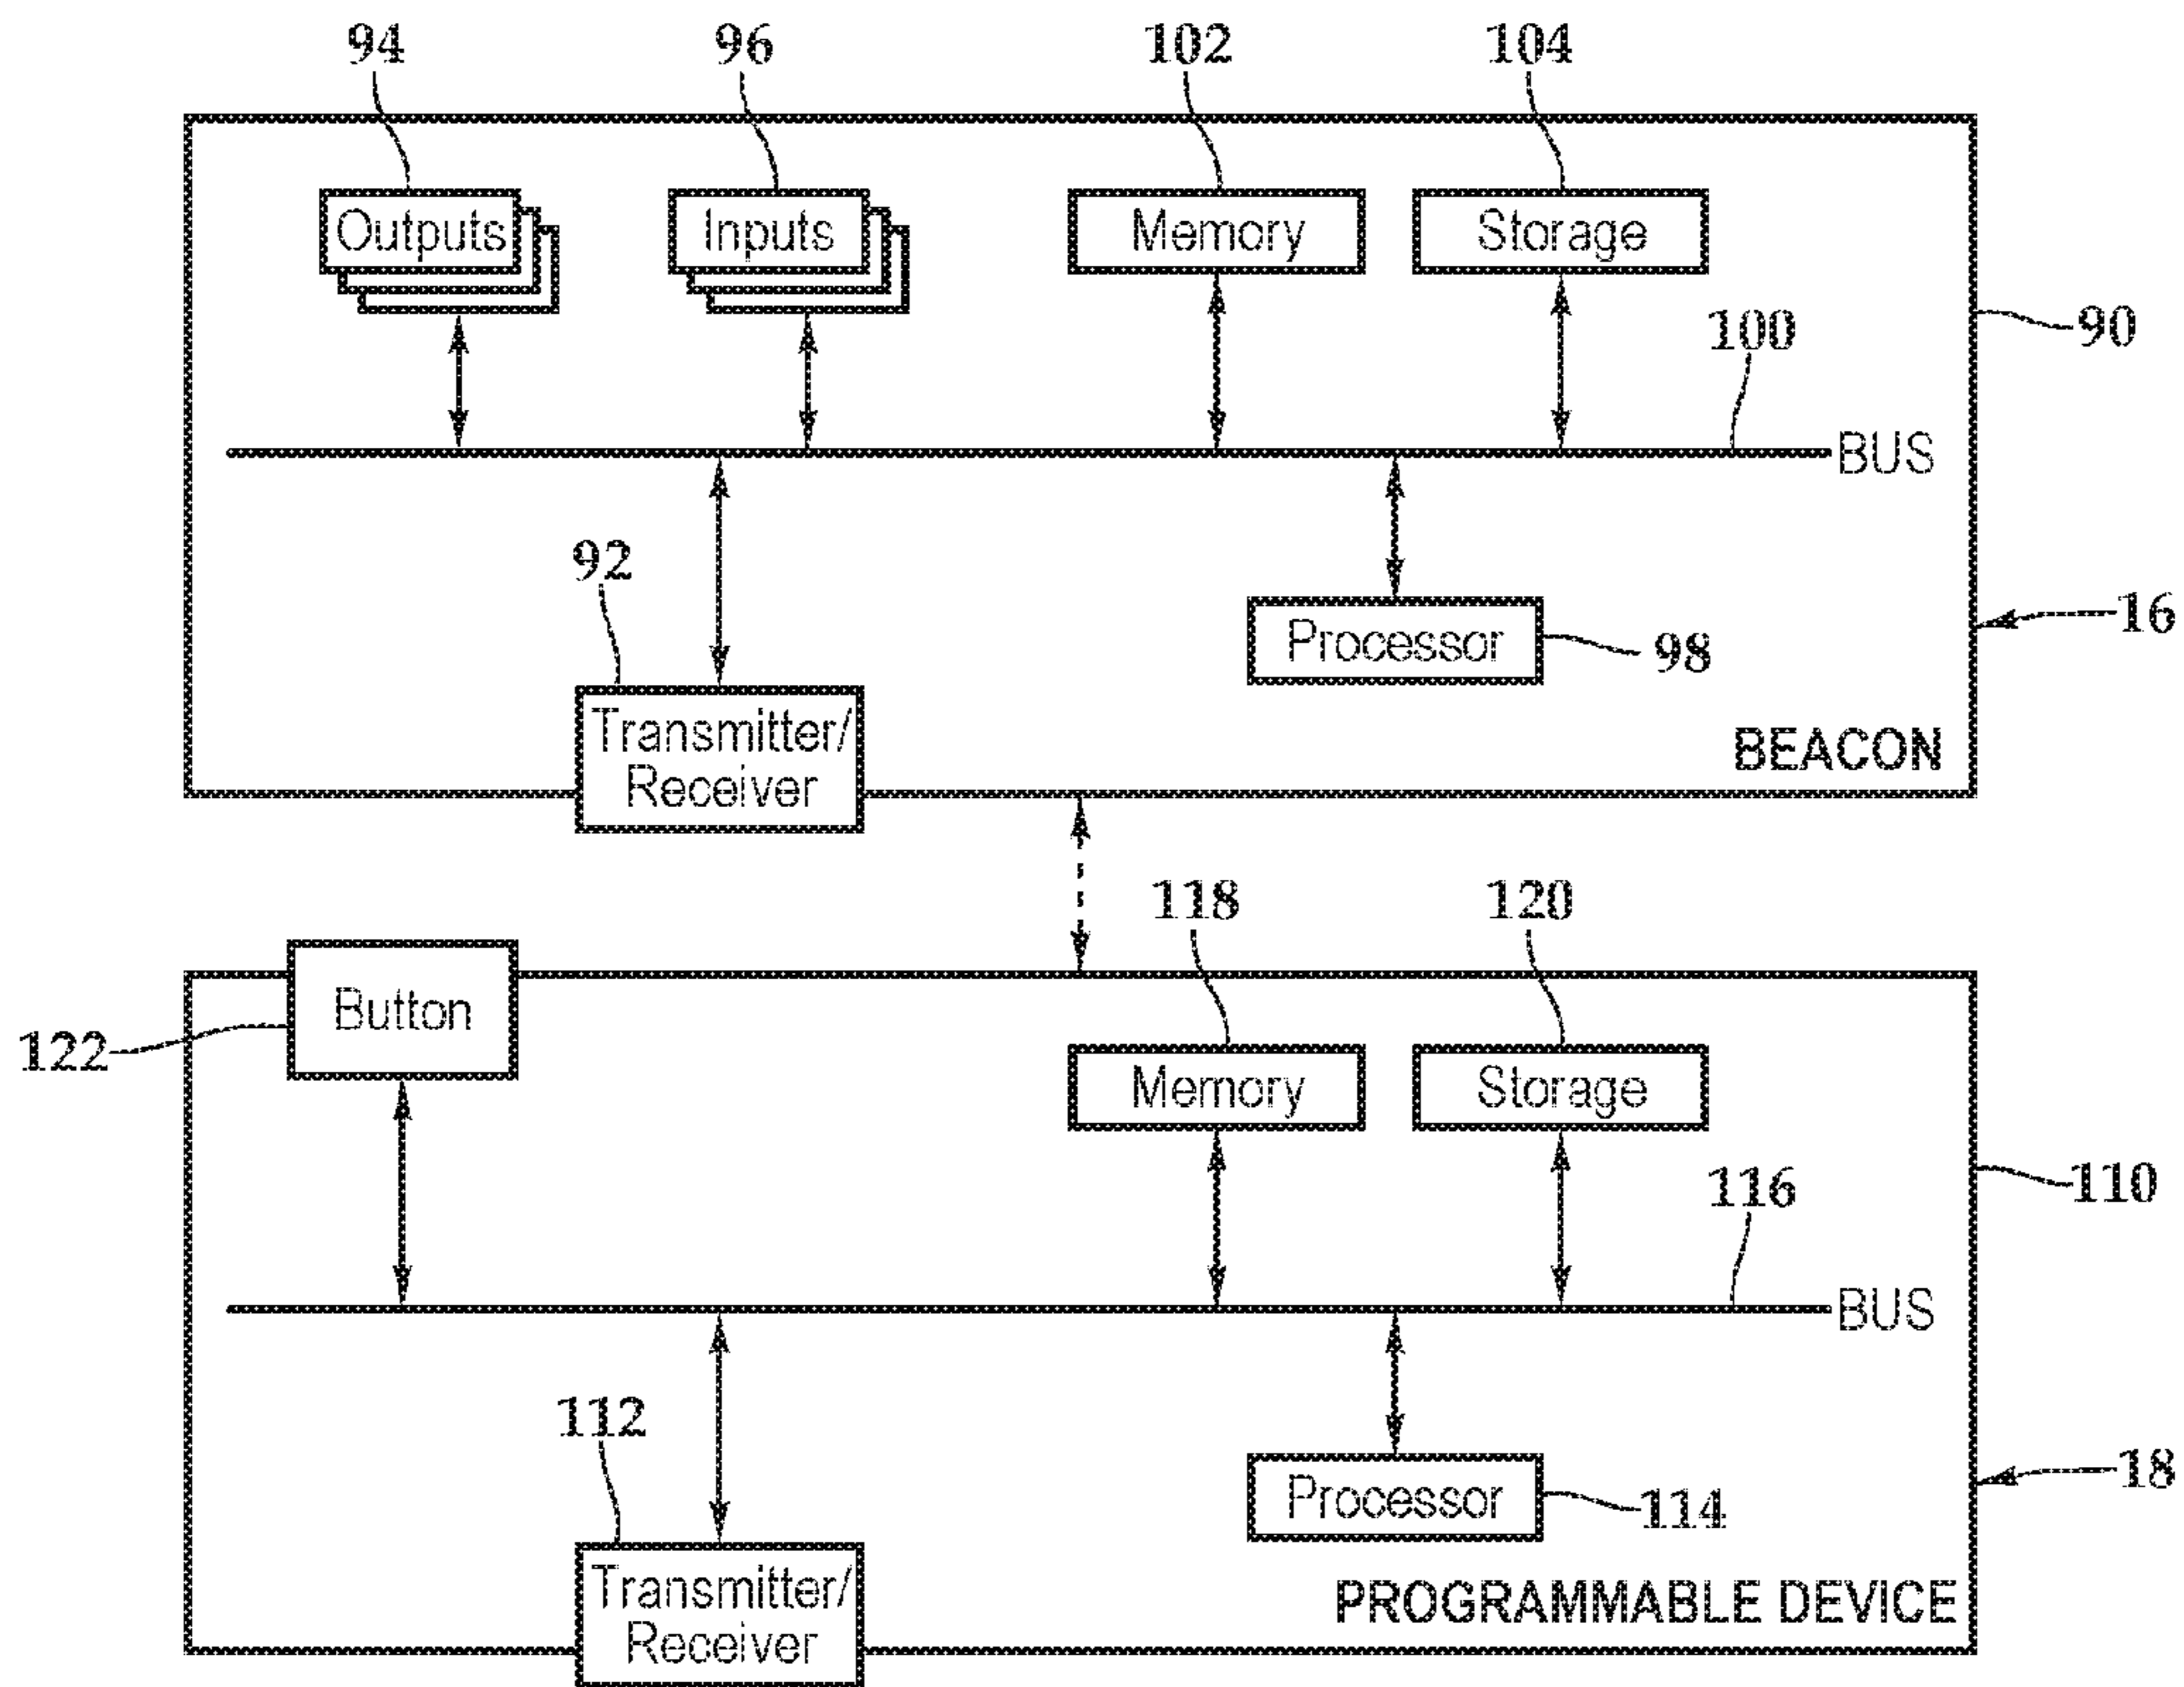 94 96 102 104
Outputs Inputs Memory Storage
100 90
BUS
92 16
Processor 98
Transmitter/
Receiver
BEACON
118 120
Button
122
Memory Storage
116 110
BUS
112 18
Processor 114
Transmitter/
Receiver
PROGRAMMABLE DEVICE